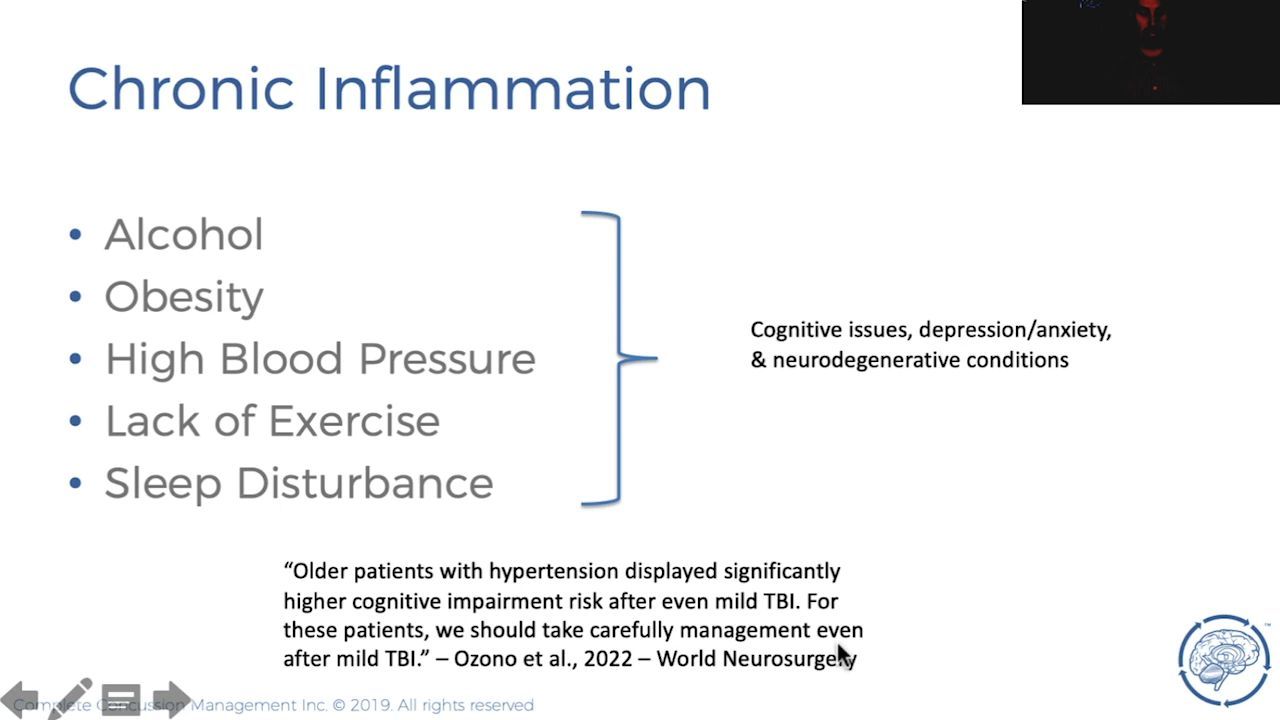 Chronic Inflammation
• Alcohol
• Obesity
• High Blood Pressure
• Lack of Exercise
• Sleep Disturbance
Cognitive issues, depression/anxiety,
& neurodegenerative conditions
“Older patients with hypertension displayed significantly
higher cognitive impairment risk after even mild TBI. For
these patients, we should take carefully management even
after mild TBI.” – Ozono et al., 2022 – World Neurosurgery
TM
Complete Concussion Management Inc. © 2019. All rights reserved